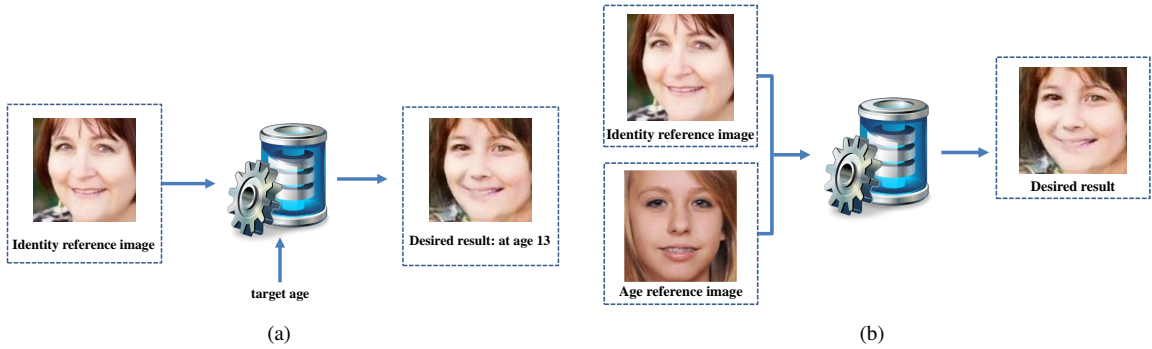 Identity reference image
target age
Desired result: at age 13
(a)
Identity reference image
Age reference image
Desired result
(b)